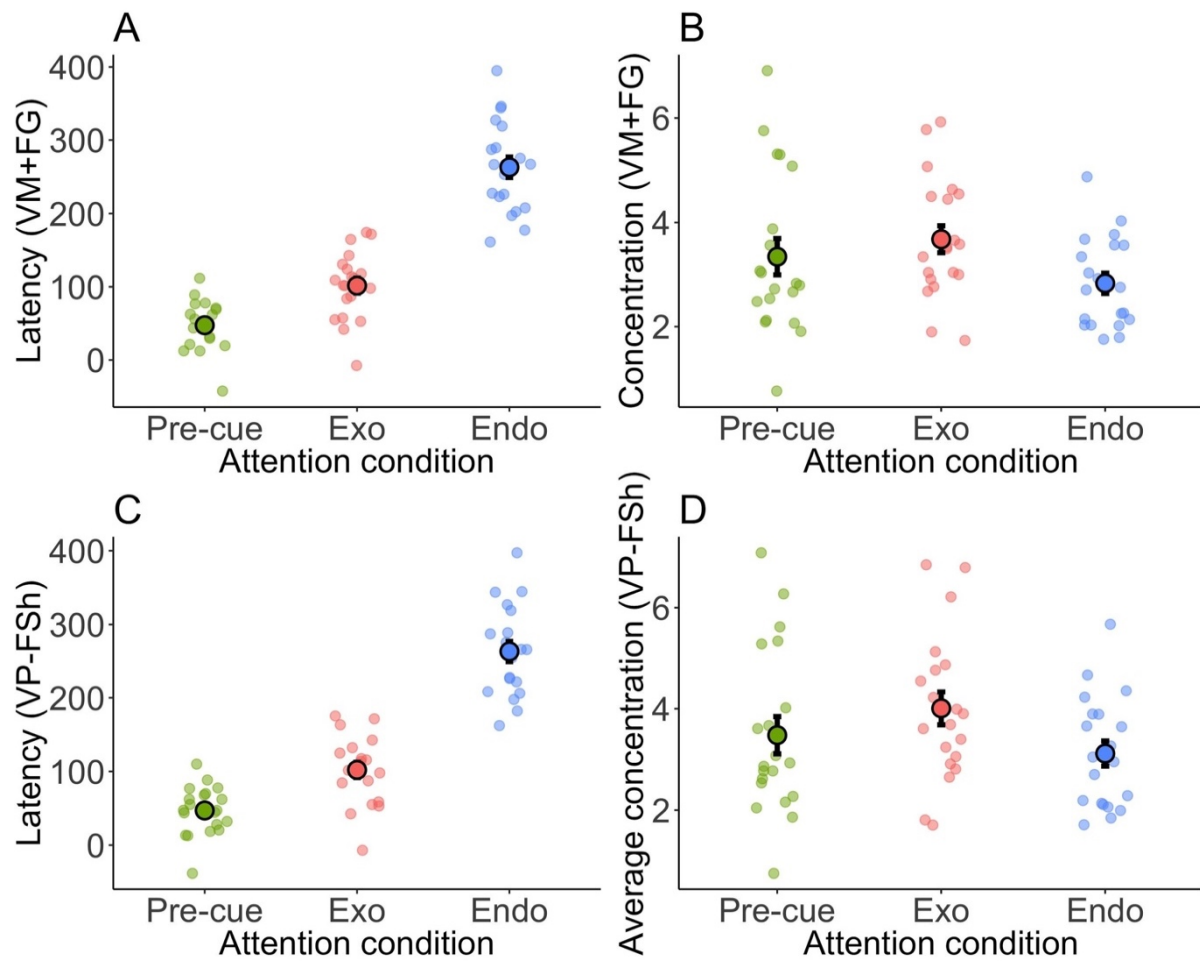 A
Latency (VM+FG)
400
300
200
100
0
Pre-cue Exo Endo
Attention condition
B
Concentration (VM+FG)
6
4
2
Pre-cue Exo Endo
Attention condition
C
Latency (VP-FSh)
400
300
200
100
0
Pre-cue Exo Endo
Attention condition
D
Average concentration (VP-FSh)
6
4
2
Pre-cue Exo Endo
Attention condition